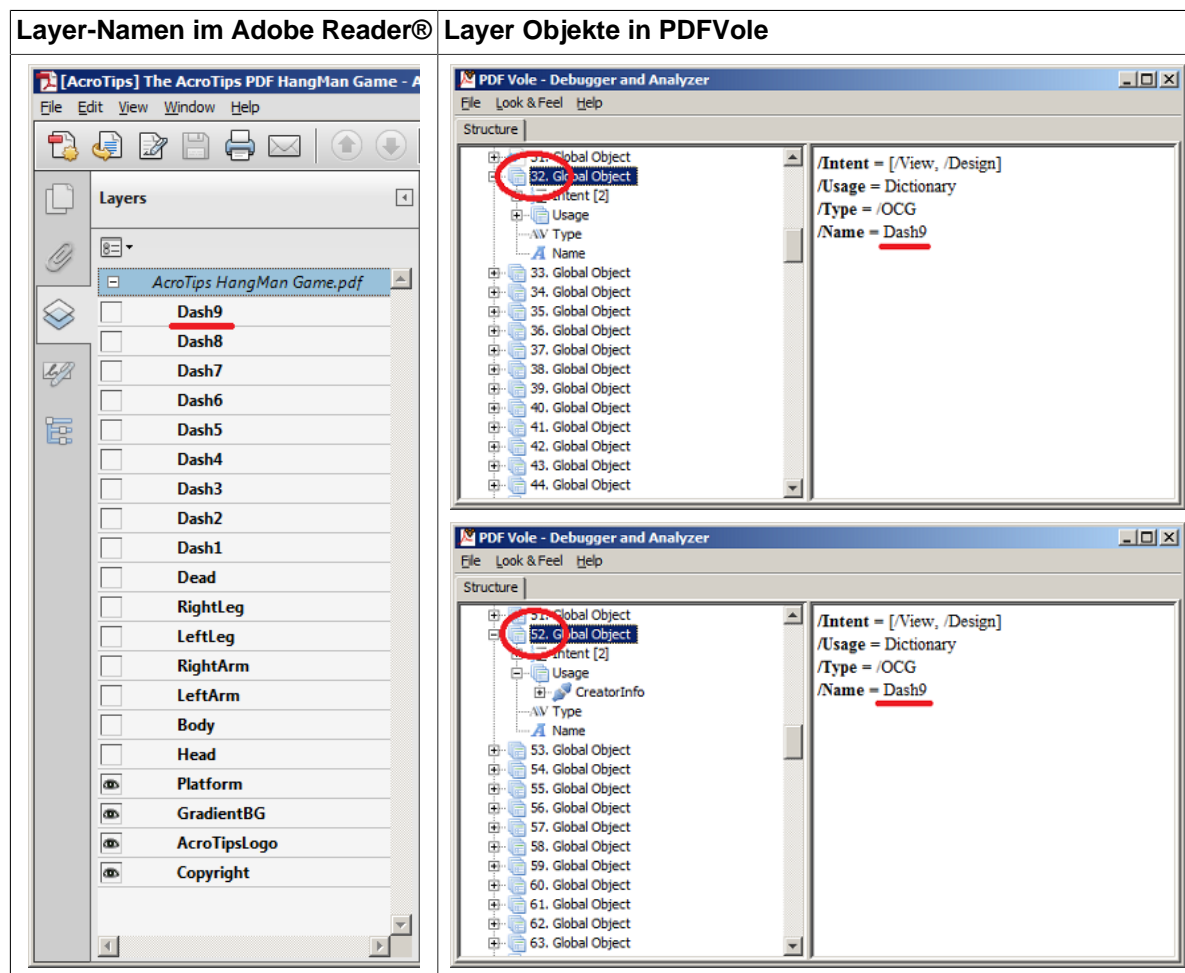 Layer-Namen im Adobe Reader® Layer Objekte in PDFVole
[AcroTips] The AcroTips PDF HangMan Game - A
File Edit View Window Help
Layers
AcroTips HangMan Game.pdf
Dash9
Dash8
Dash7
Dash6
Dash5
Dash4
Dash3
Dash2
Dash1
Dead
RightLeg
LeftLeg
RightArm
LeftArm
Body
Head
Platform
GradientBG
AcroTipsLogo
Copyright
PDF Vole - Debugger and Analyzer
File Look & Feel Help
Structure
31. Global Object
32. Global Object
Intent [2]
Usage
Type
Name
33. Global Object
34. Global Object
35. Global Object
36. Global Object
37. Global Object
38. Global Object
39. Global Object
40. Global Object
41. Global Object
42. Global Object
43. Global Object
44. Global Object
/Intent = [/View, /Design]
/Usage = Dictionary
/Type = /OCG
/Name = Dash9
PDF Vole - Debugger and Analyzer
File Look & Feel Help
Structure
51. Global Object
52. Global Object
Intent [2]
Usage
CreatorInfo
Type
Name
53. Global Object
54. Global Object
55. Global Object
56. Global Object
57. Global Object
58. Global Object
59. Global Object
60. Global Object
61. Global Object
62. Global Object
63. Global Object
/Intent = [/View, /Design]
/Usage = Dictionary
/Type = /OCG
/Name = Dash9